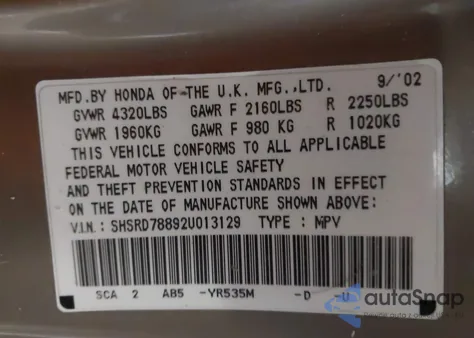 MFD.BY HONDA OF THE U.K. MFG.,LTD. 9/'02
GVWR 4320LBS GAWR F 2160LBS R 2250LBS
GVWR 1960KG GAWR F 980 KG R 1020KG
THIS VEHICLE CONFORMS TO ALL APPLICABLE
FEDERAL MOTOR VEHICLE SAFETY
AND THEFT PREVENTION STANDARDS IN EFFECT
ON THE DATE OF MANUFACTURE SHOWN ABOVE:
V.I.N.: SHSRD78892U013129 TYPE : MPV
SCA 2 AB5 -YR535M -D -U
autaSnap